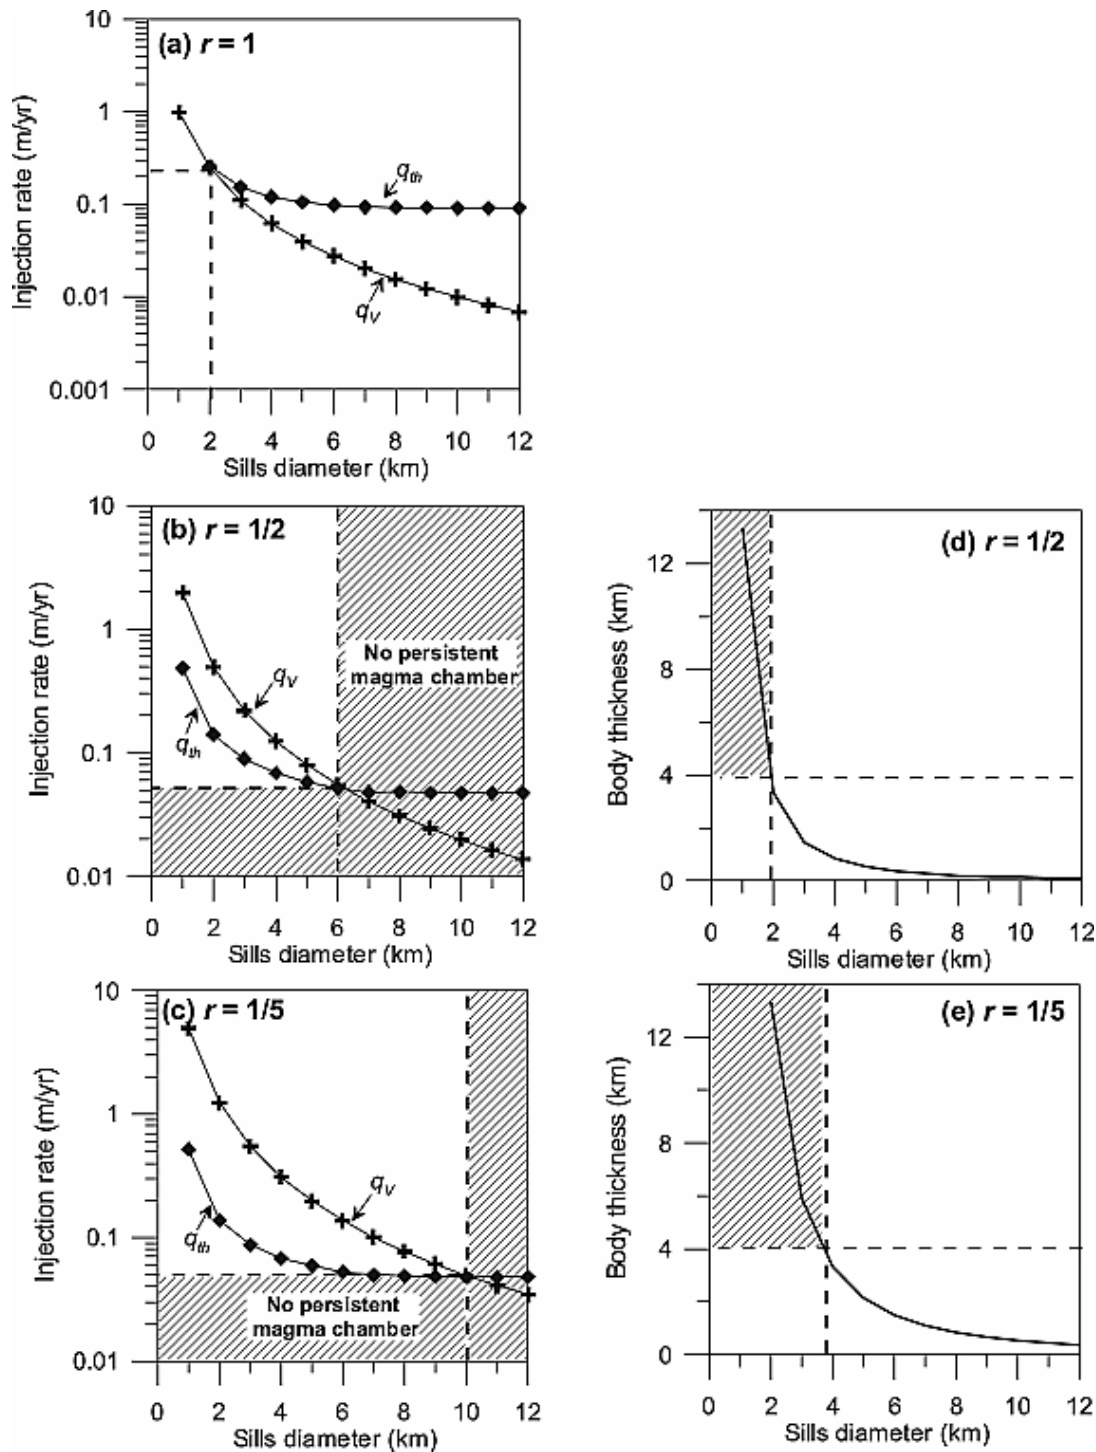 (a) r = 1
Injection rate (m/yr)
10
1
0.1
0.01
0.001
q_th
q_V
0 2 4 6 8 10 12
Sills diameter (km)
(b) r = 1/2
Injection rate (m/yr)
10
1
0.1
0.01
q_V
q_th
No persistent
magma chamber
0 2 4 6 8 10 12
Sills diameter (km)
(d) r = 1/2
Body thickness (km)
12
8
4
0
0 2 4 6 8 10 12
Sills diameter (km)
(c) r = 1/5
Injection rate (m/yr)
10
1
0.1
0.01
q_V
q_th
No persistent
magma chamber
0 2 4 6 8 10 12
Sills diameter (km)
(e) r = 1/5
Body thickness (km)
12
8
4
0
0 2 4 6 8 10 12
Sills diameter (km)